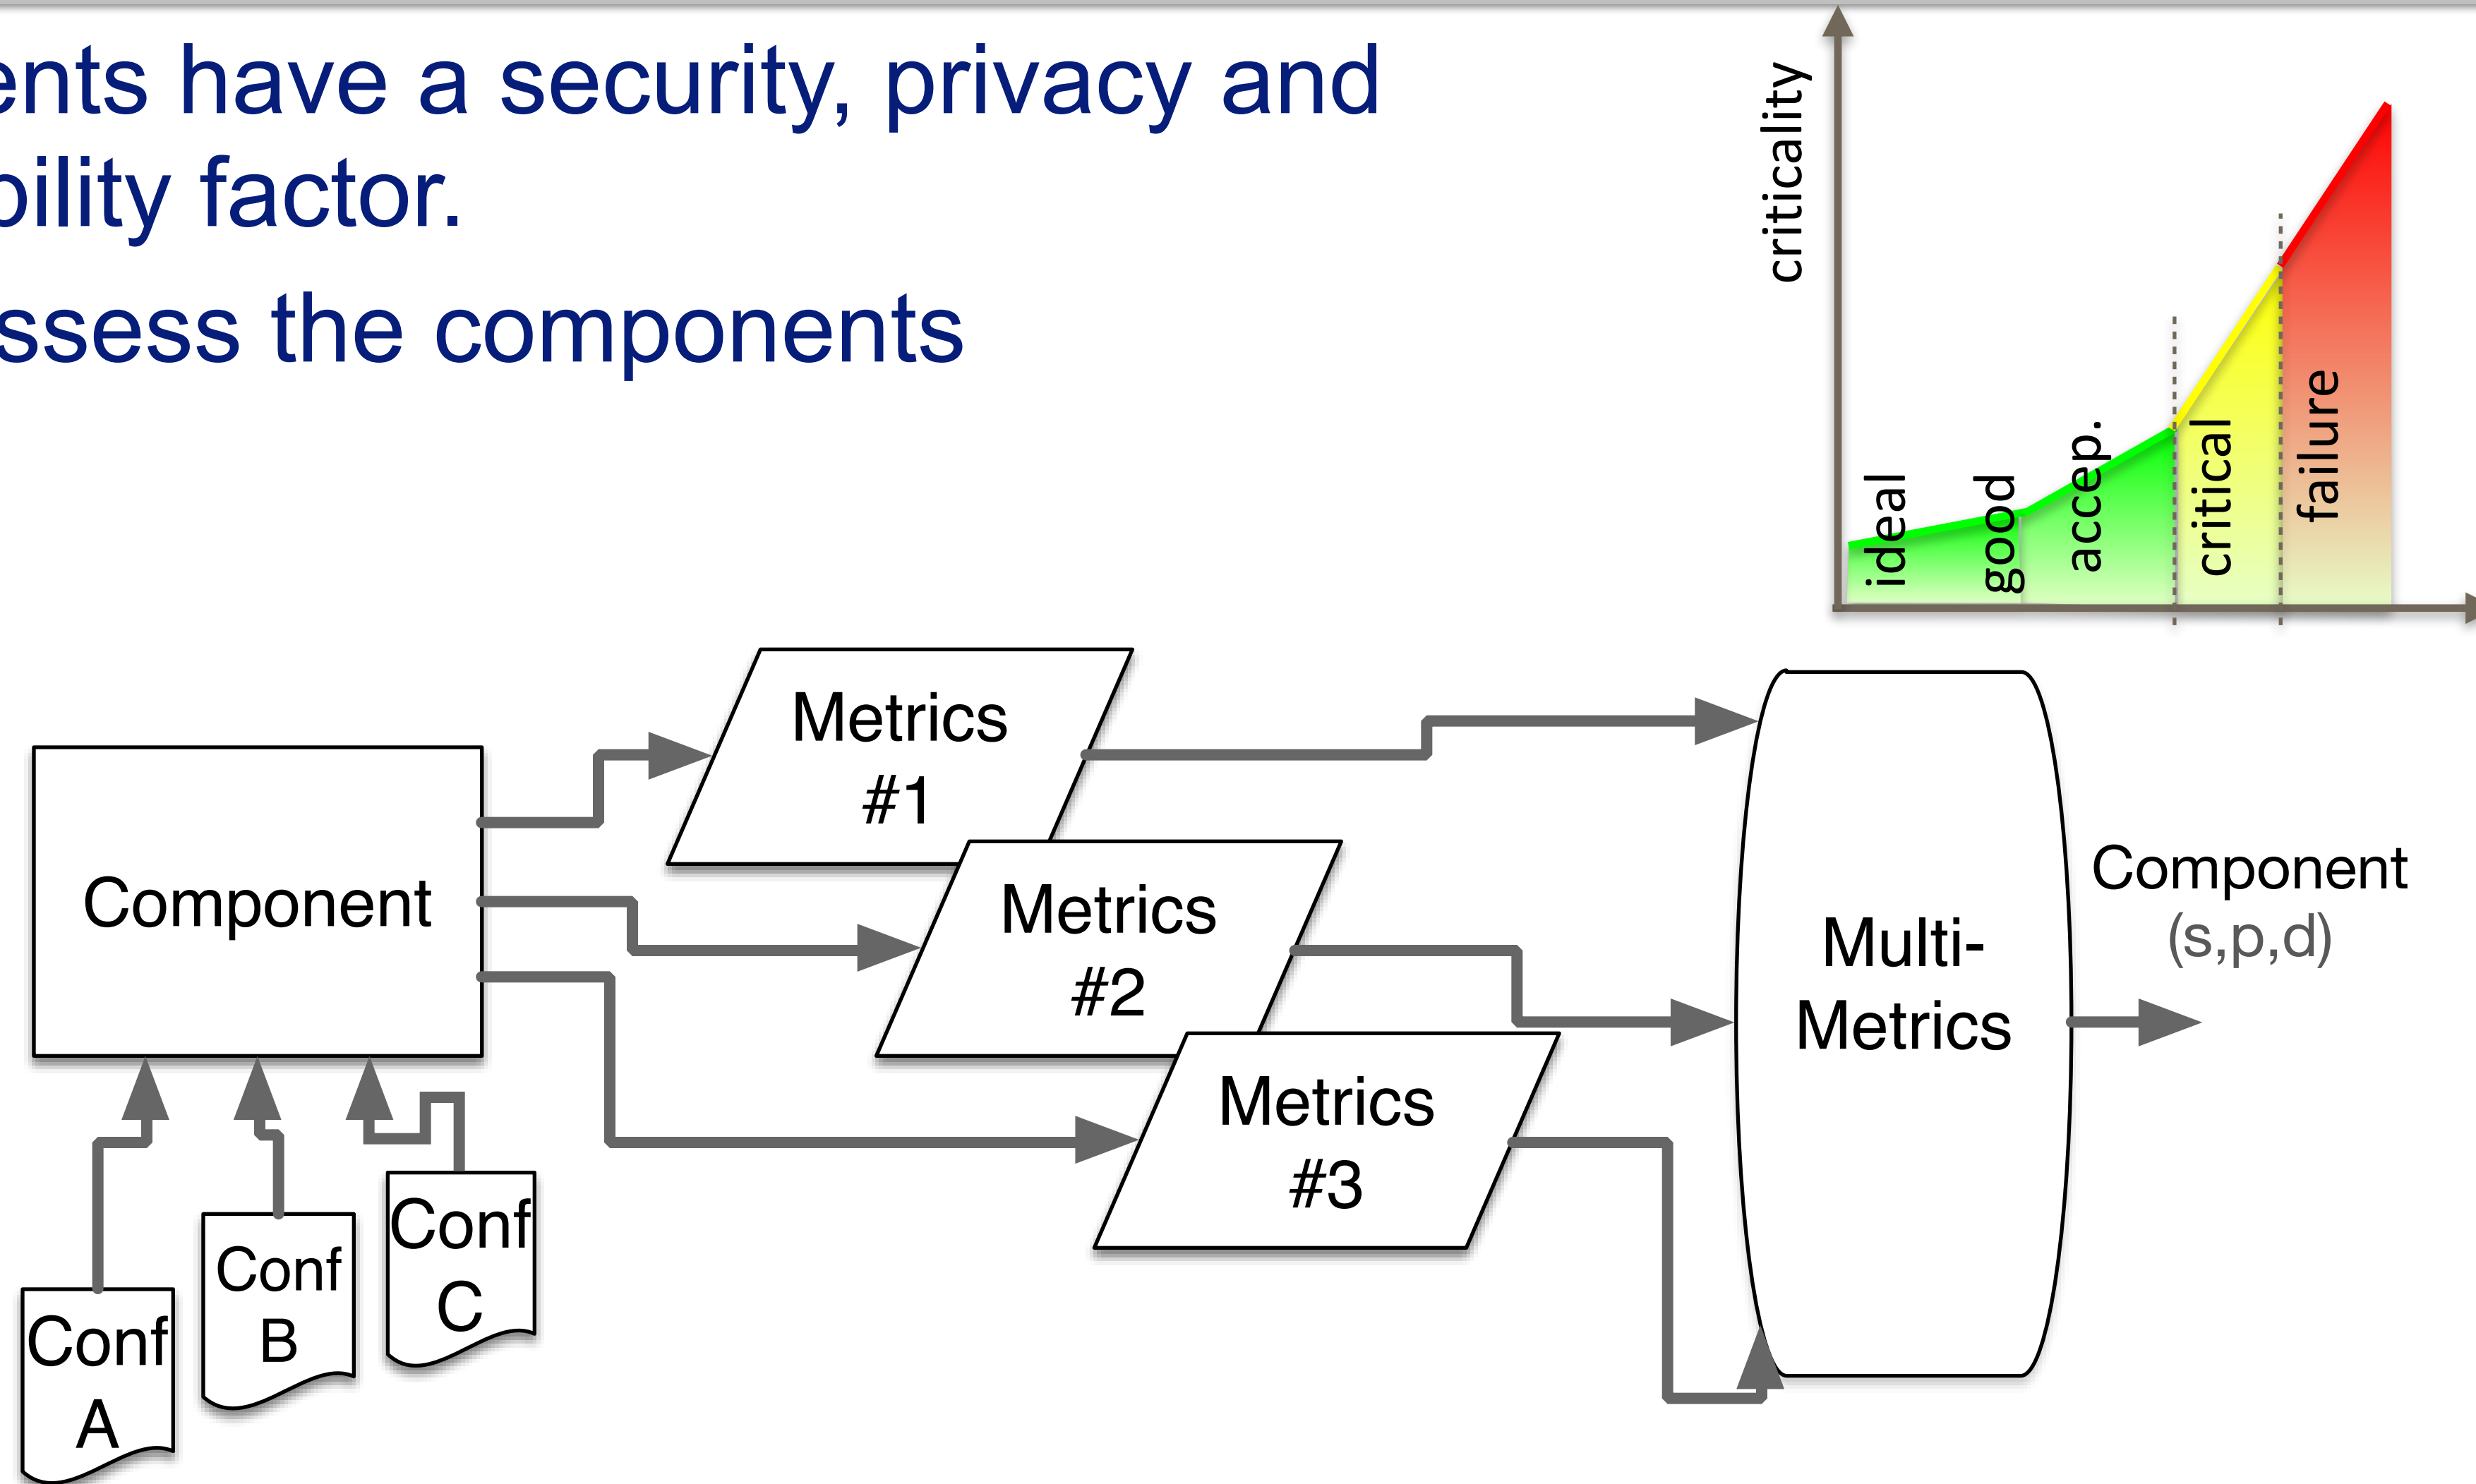 ents have a security, privacy and
bility factor.
ssess the components
criticality
ideal
good
accep.
critical
failure
Metrics
#1
Component
Metrics
#2
Metrics
#3
Multi-
Metrics
Component
(s,p,d)
Conf
A
Conf
B
Conf
C